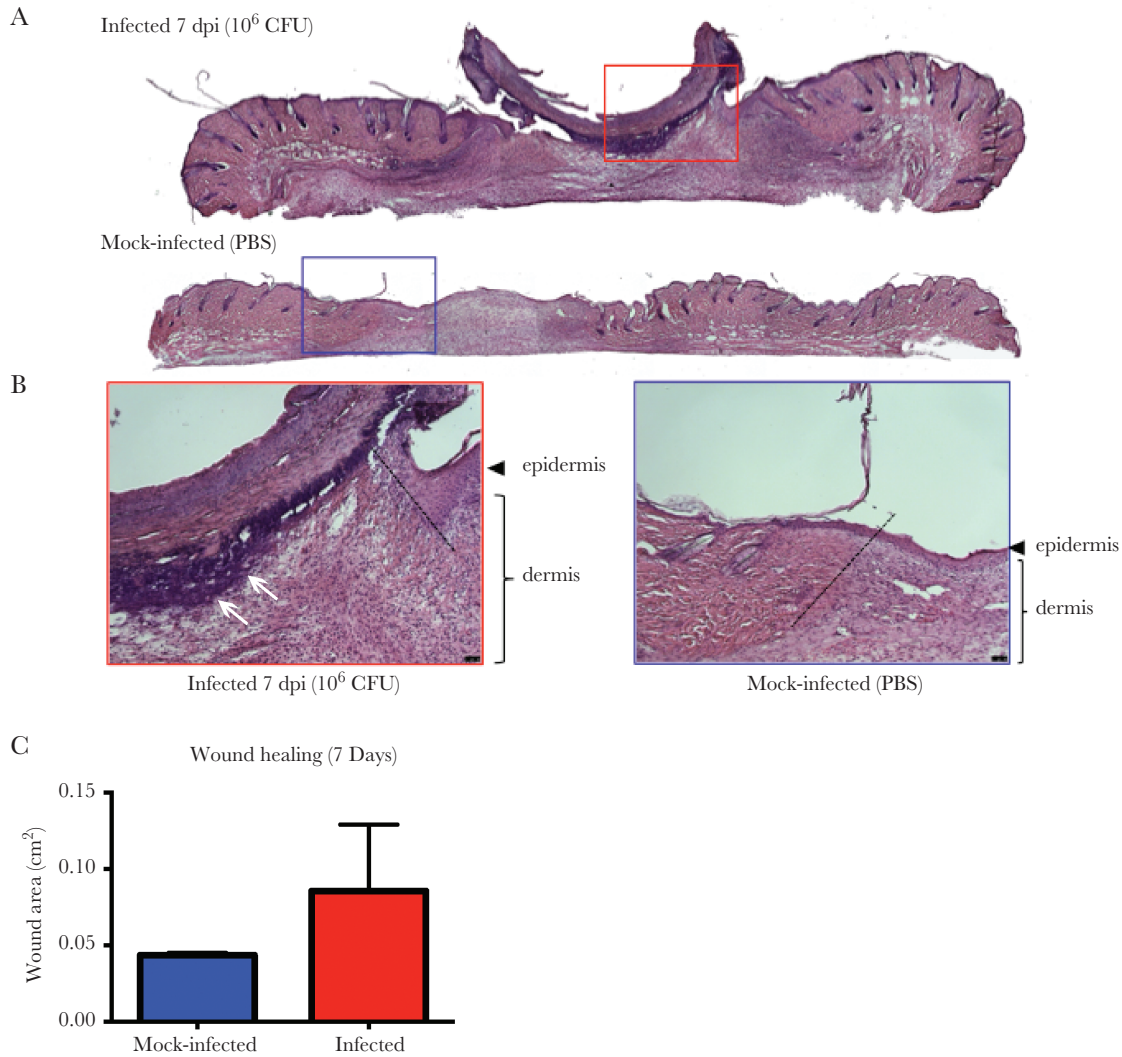 A
Infected 7 dpi (10⁶ CFU)
Mock-infected (PBS)
B
epidermis
dermis
Infected 7 dpi (10⁶ CFU)
epidermis
dermis
Mock-infected (PBS)
C
Wound healing (7 Days)
Wound area (cm²)
0.15
0.10
0.05
0.00
Mock-infected
Infected